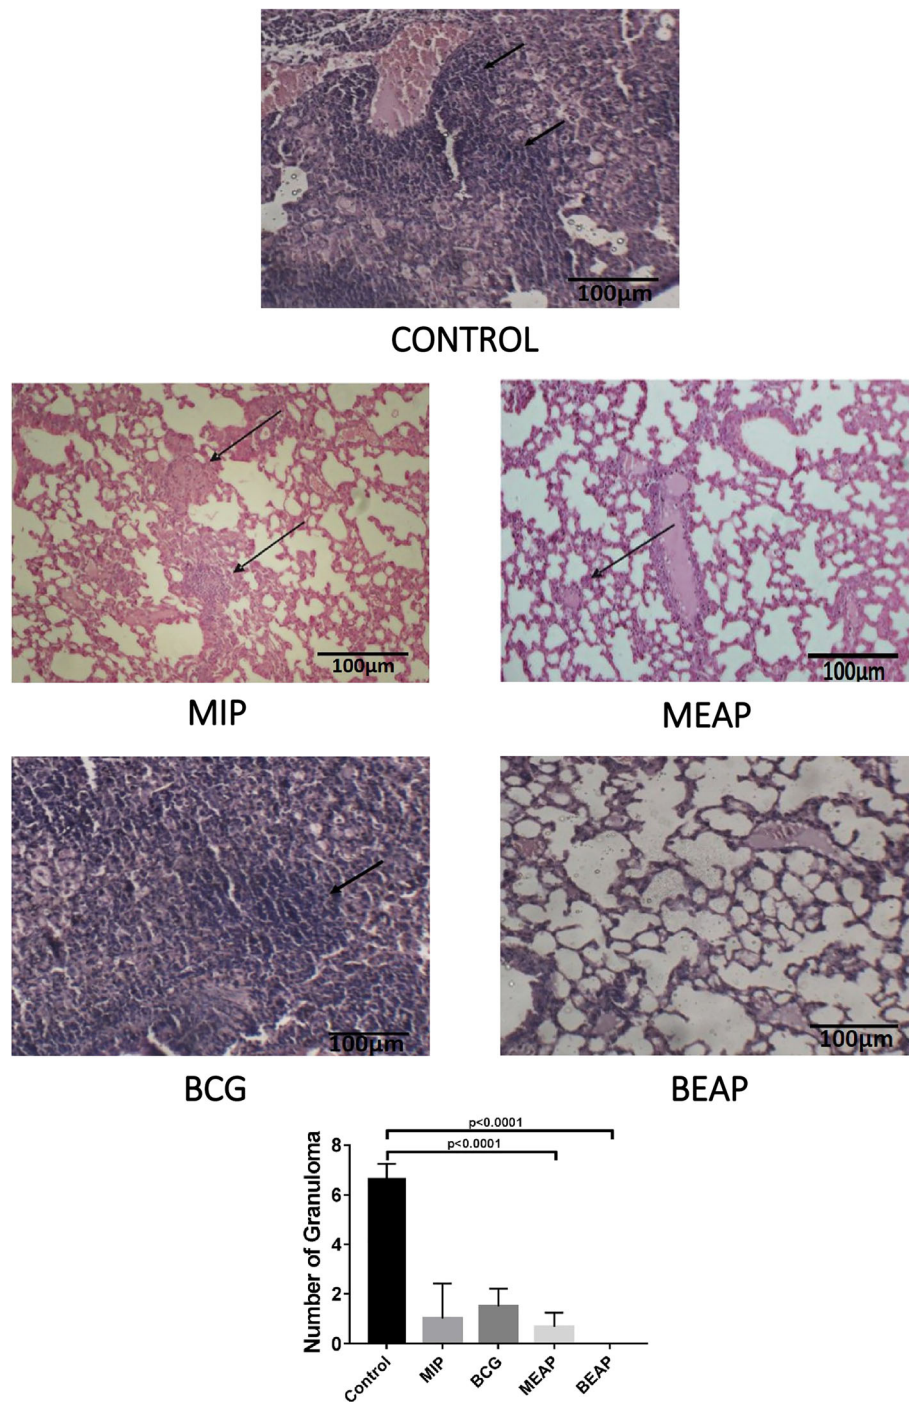 100µm
CONTROL
100µm
100µm
MIP
MEAP
100µm
100µm
BCG
BEAP
p<0.0001
p<0.0001
8
6
4
2
0
Number of Granuloma
Control
MIP
BCG
MEAP
BEAP